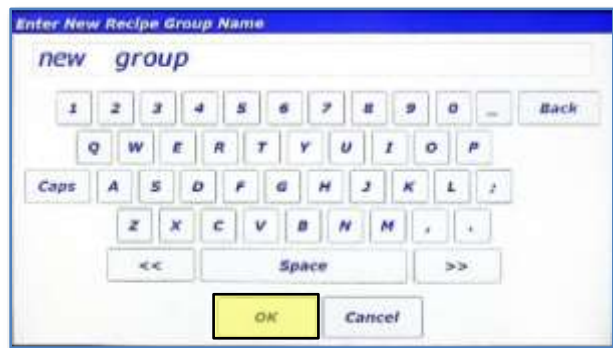 Enter New Recipe Group Name
new group
1 2 3 4 5 6 7 8 9 0 _ Back
Q W E R T Y U I O P
Caps A S D F G H J K L ;
Z X C V B N M , .
<< Space >>
OK Cancel